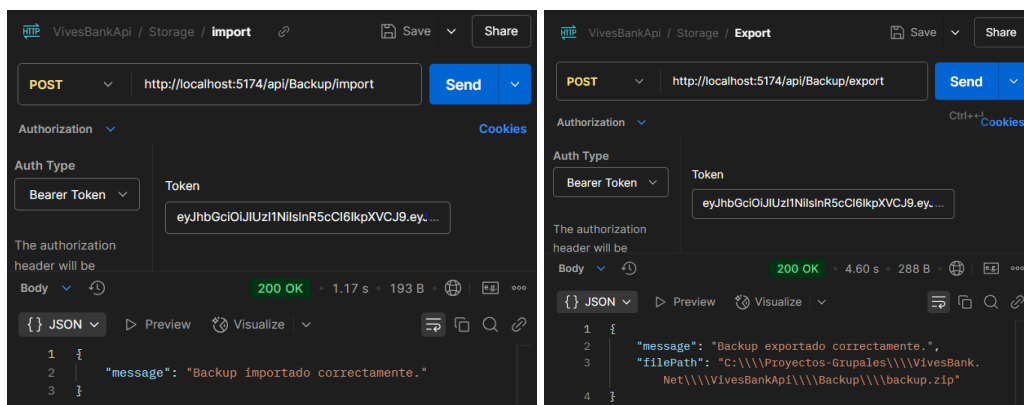 HTTP VivesBankApi / Storage / import Save Share
POST http://localhost:5174/api/Backup/import Send
Authorization Cookies
Auth Type
Bearer Token
Token
eyJhbGciOiJIUzI1NiIsInR5cCI6IkpXVCJ9.eyJ...
The authorization
header will be
Body 200 OK • 1.17 s • 193 B e.g.
{} JSON Preview Visualize
1 {
2 "message": "Backup importado correctamente."
3 }
HTTP VivesBankApi / Storage / Export Save Share
POST http://localhost:5174/api/Backup/export Send
Ctrl+↵
Authorization Cookies
Auth Type
Bearer Token
Token
eyJhbGciOiJIUzI1NiIsInR5cCI6IkpXVCJ9.eyJ...
The authorization
header will be
Body 200 OK • 4.60 s • 288 B e.g.
{} JSON Preview Visualize
1 {
2 "message": "Backup exportado correctamente.",
3 "filePath": "C:\\\\Proyectos-Grupales\\\\VivesBank.
Net\\\\VivesBankApi\\\\Backup\\\\backup.zip"
4 }